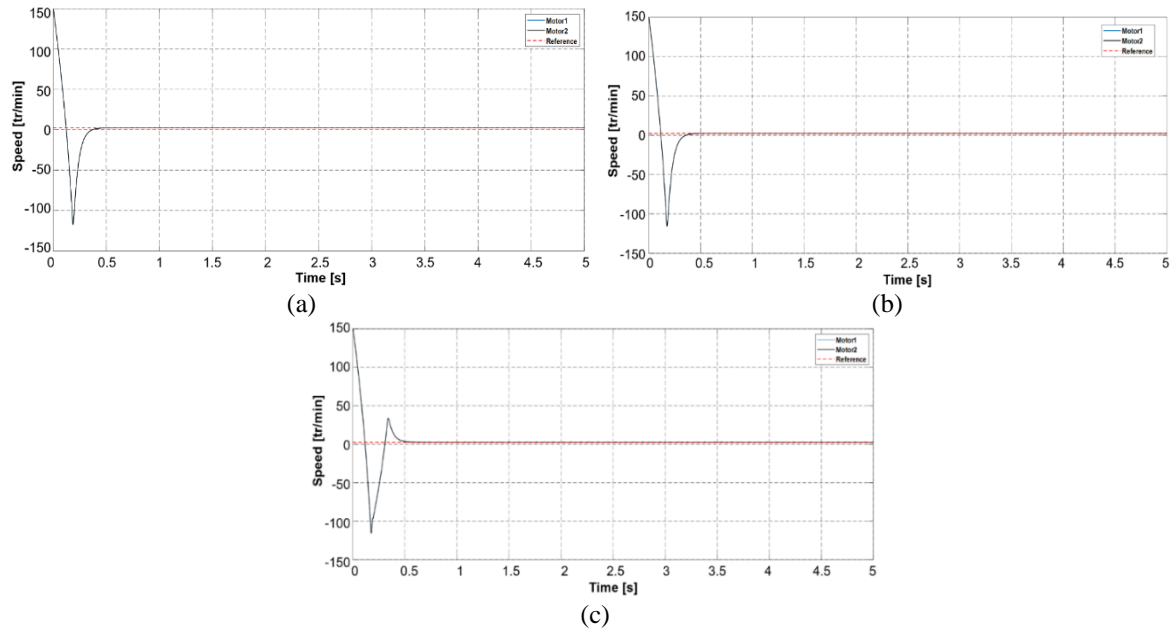 150
100
50
0
-50
-100
-150
Speed [tr/min]
Motor1
Motor2
Reference
0 0.5 1 1.5 2 2.5 3 3.5 4 4.5 5
Time [s]
(a)
150
100
50
0
-50
-100
-150
Speed [tr/min]
Motor1
Motor2
Reference
0 0.5 1 1.5 2 2.5 3 3.5 4 4.5 5
Time [s]
(b)
150
100
50
0
-50
-100
-150
Speed [tr/min]
Motor1
Motor2
Reference
0 0.5 1 1.5 2 2.5 3 3.5 4 4.5 5
Time [s]
(c)